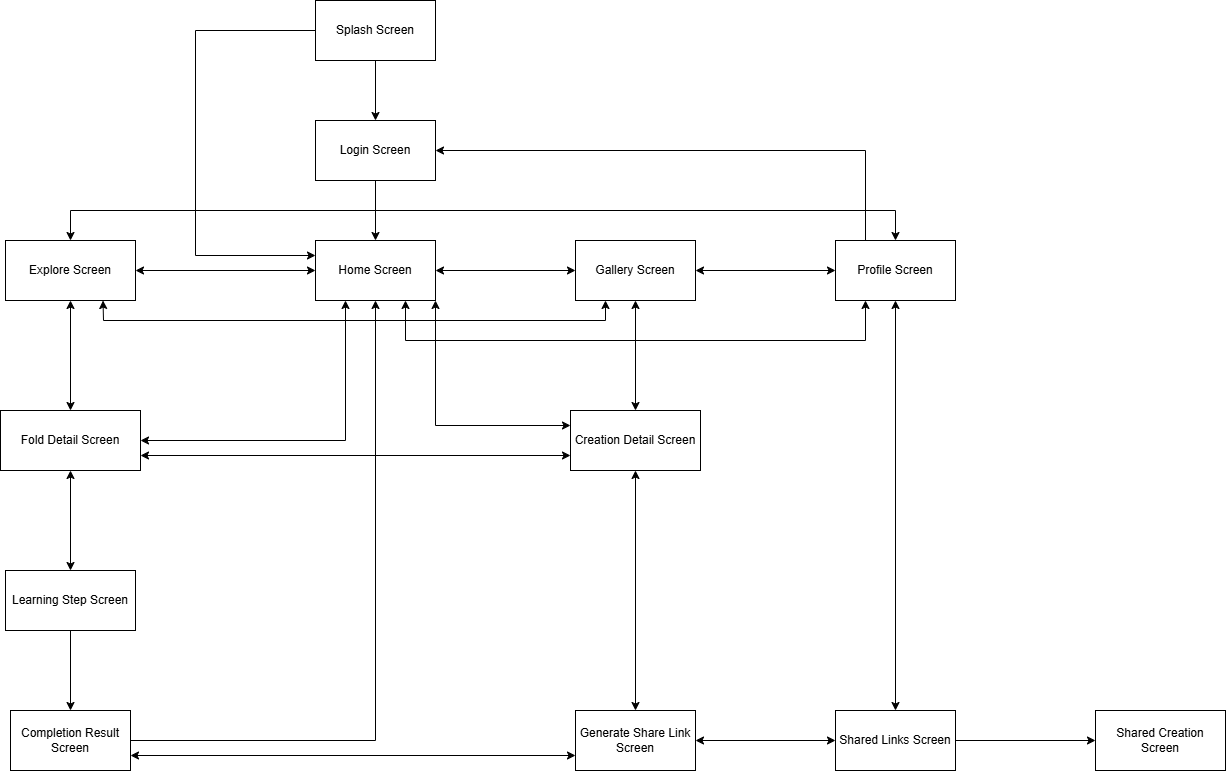 Splash Screen
Login Screen
Explore Screen
Home Screen
Gallery Screen
Profile Screen
Fold Detail Screen
Creation Detail Screen
Learning Step Screen
Completion Result
Screen
Generate Share Link
Screen
Shared Links Screen
Shared Creation
Screen